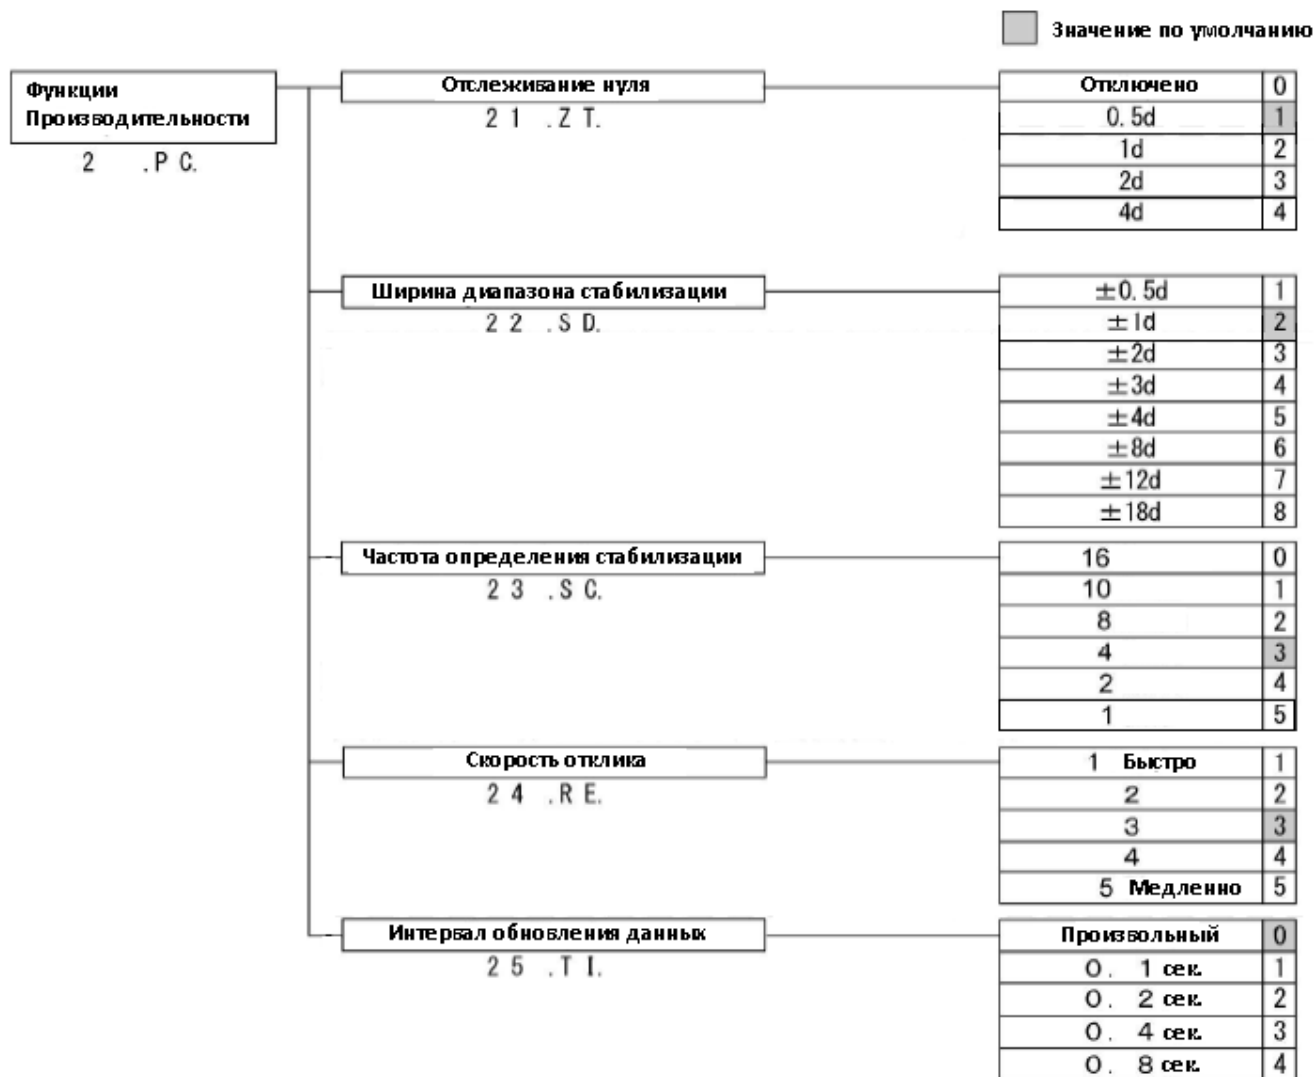 Значение по умолчанию
Функции
Производительности
2 .P C.
Отслеживание нуля
2 1 .Z T.
Отключено 0
0. 5d 1
1d 2
2d 3
4d 4
Ширина диапазона стабилизации
2 2 .S D.
±0. 5d 1
±1d 2
±2d 3
±3d 4
±4d 5
±8d 6
±12d 7
±18d 8
Частота определения стабилизации
2 3 .S C.
16 0
10 1
8 2
4 3
2 4
1 5
Скорость отклика
2 4 .R E.
1 Быстро 1
2 2
3 3
4 4
5 Медленно 5
Интервал обновления данных
2 5 .T I.
Произвольный 0
0. 1 сек. 1
0. 2 сек. 2
0. 4 сек. 3
0. 8 сек. 4